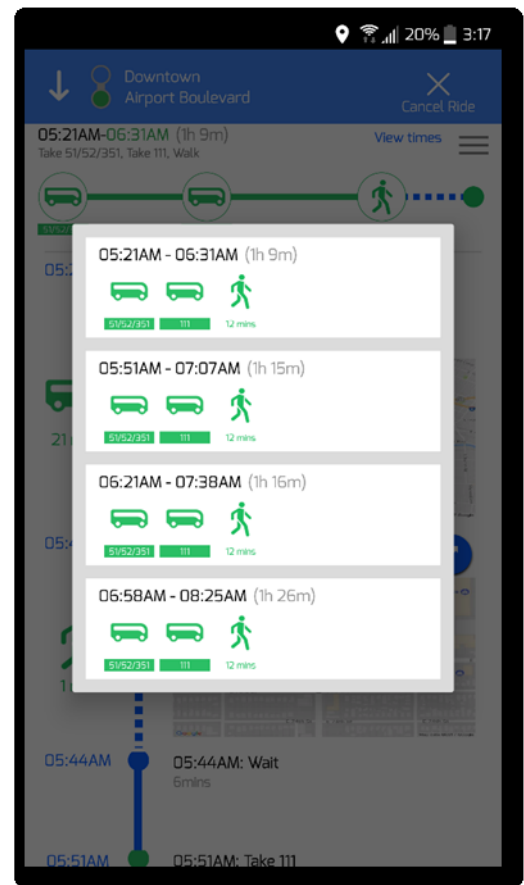 20% 3:17
Downtown
Airport Boulevard
Cancel Ride
05:21AM-06:31AM (1h 9m)
View times
Take 51/52/351, Take 111, Walk
05:21AM - 06:31AM (1h 9m)
51/52/351 111 12 mins
05:51AM - 07:07AM (1h 15m)
51/52/351 111 12 mins
06:21AM - 07:38AM (1h 16m)
51/52/351 111 12 mins
06:58AM - 08:25AM (1h 26m)
51/52/351 111 12 mins
05:44AM
05:44AM: Wait
6mins
05:51AM
05:51AM: Take 111